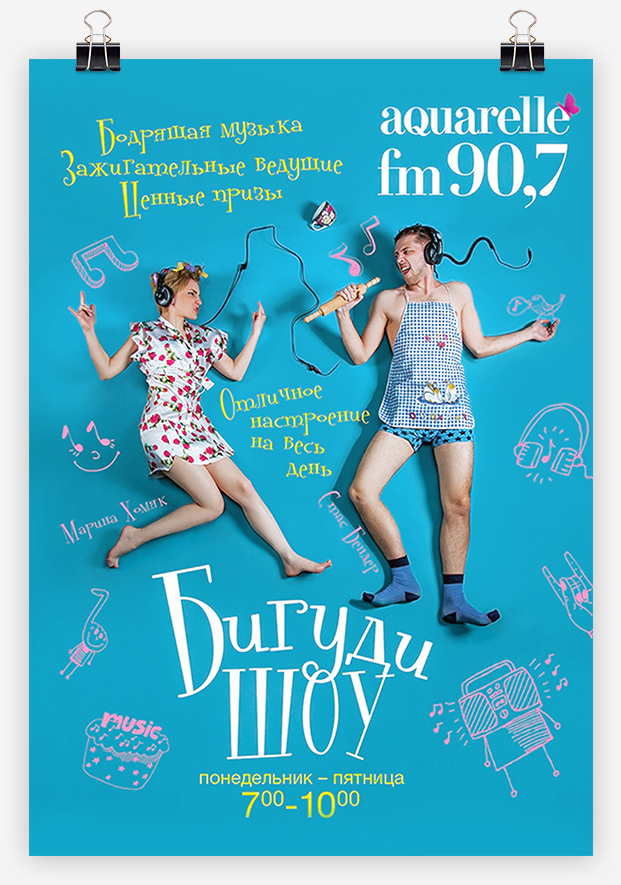 Бодрящая музыка
Зажигательные ведущие
Ценные призы
aquarelle
fm 90,7
Отличное
настроение
на весь
день
Марина Хомяк
Стас Бендер
Бигуди
ШОУ
music
понедельник – пятница
7⁰⁰-10⁰⁰